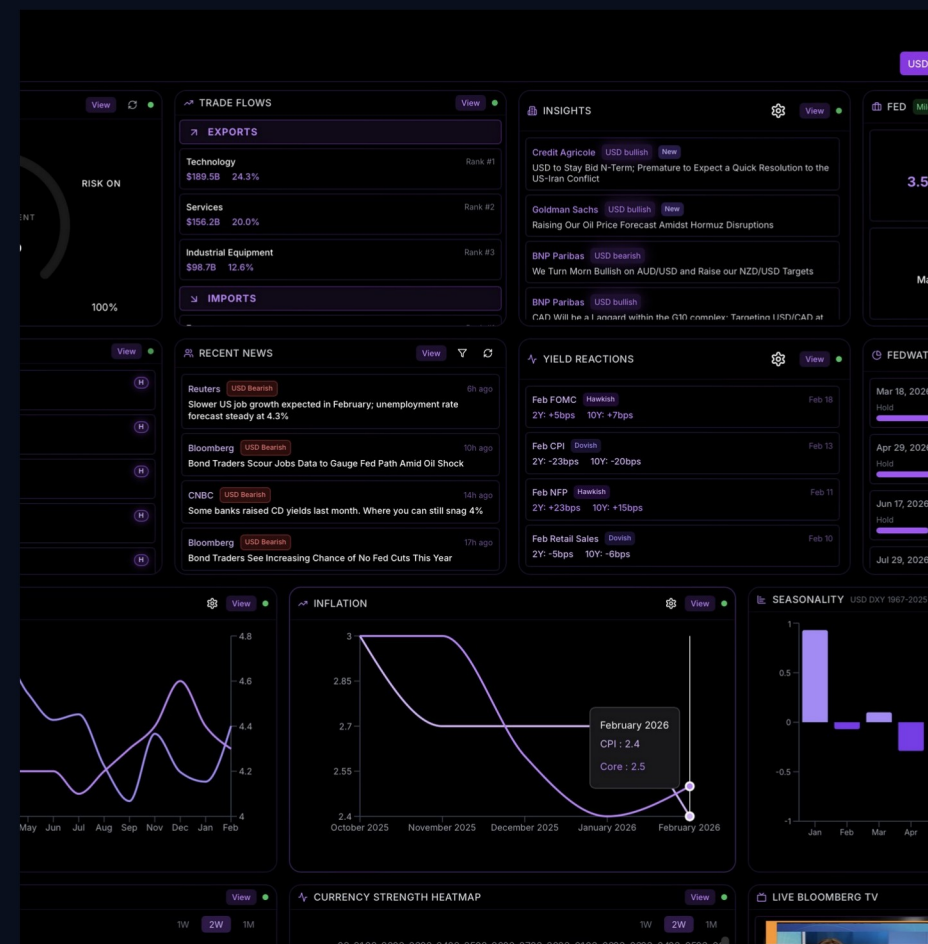 USD
View
RISK ON
100%
TRADE FLOWS
View
EXPORTS
Technology
Rank #1
$189.5B 24.3%
Services
Rank #2
$156.2B 20.0%
Industrial Equipment
Rank #3
$98.7B 12.6%
IMPORTS
INSIGHTS
View
Credit Agricole USD bullish New
USD to Stay Bid N-Term; Premature to Expect a Quick Resolution to the
US-Iran Conflict
Goldman Sachs USD bullish New
Raising Our Oil Price Forecast Amidst Hormuz Disruptions
BNP Paribas USD bearish
We Turn Morn Bullish on AUD/USD and Raise our NZD/USD Targets
BNP Paribas USD bullish
CAD Will be a Laggard within the G10 complex: Targeting USD/CAD at
FED
3.5
View
H
H
H
H
H
RECENT NEWS
View
Reuters USD Bearish 6h ago
Slower US job growth expected in February; unemployment rate
forecast steady at 4.3%
Bloomberg USD Bearish 10h ago
Bond Traders Scour Jobs Data to Gauge Fed Path Amid Oil Shock
CNBC USD Bearish 14h ago
Some banks raised CD yields last month. Where you can still snag 4%
Bloomberg USD Bearish 17h ago
Bond Traders See Increasing Chance of No Fed Cuts This Year
YIELD REACTIONS
View
Feb FOMC Hawkish Feb 18
2Y: +5bps 10Y: +7bps
Feb CPI Dovish Feb 13
2Y: -23bps 10Y: -20bps
Feb NFP Hawkish Feb 11
2Y: +23bps 10Y: +15bps
Feb Retail Sales Dovish Feb 10
2Y: -5bps 10Y: -6bps
FEDWAT
Mar 18, 2026
Hold
Apr 29, 2026
Hold
Jun 17, 2026
Hold
Jul 29, 2026
View
4.8
4.6
4.4
4.2
4
May Jun Jul Aug Sep Nov Dec Jan Feb
INFLATION
View
3
2.85
2.7
2.55
2.4
February 2026
CPI : 2.4
Core : 2.5
October 2025 November 2025 December 2025 January 2026 February 2026
SEASONALITY USD DXY 1967-2025
1
0.5
0
-0.5
-1
Jan Feb Mar Apr
View
1W 2W 1M
CURRENCY STRENGTH HEATMAP
View
1W 2W 1M
LIVE BLOOMBERG TV